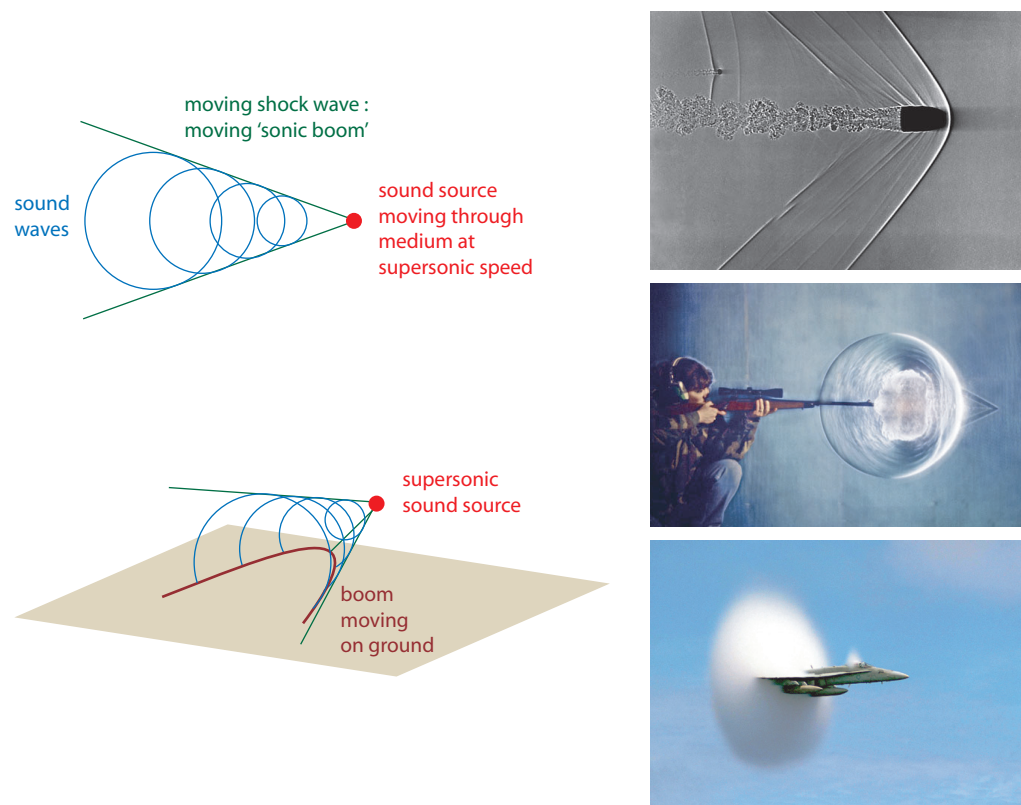 moving shock wave :
moving ‘sonic boom’
sound
waves
sound source
moving through
medium at
supersonic speed
supersonic
sound source
boom
moving
on ground